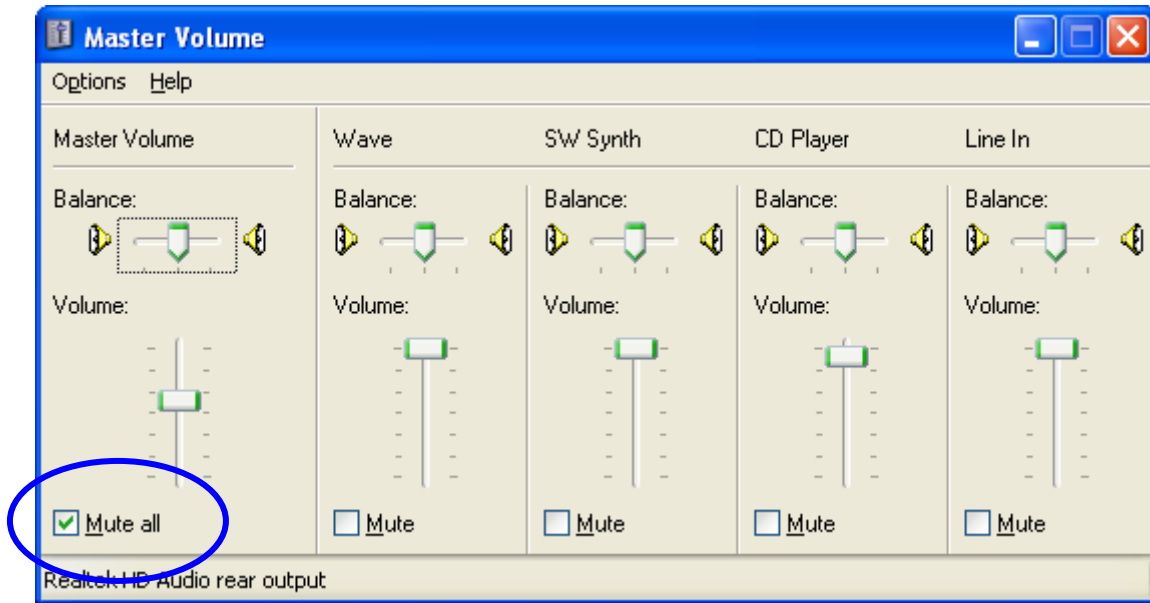 Master Volume
Options Help
Master Volume Wave SW Synth CD Player Line In
Balance: Balance: Balance: Balance: Balance:
Volume: Volume: Volume: Volume: Volume:
Mute all Mute Mute Mute Mute
Realtek HD Audio rear output